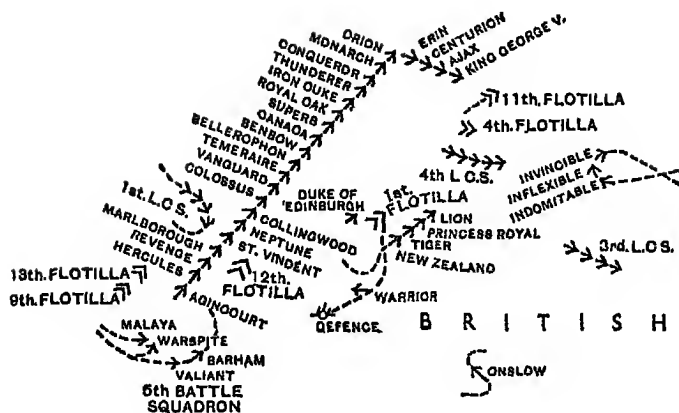 ORION
MONARCH
CONQUEROR
THUNDERER
IRON DUKE
ROYAL OAK
SUPERB
CANADA
BENBOW
BELLEROPHON
TEMERAIRE
VANGUARD
COLOSSUS
ERIN
CENTURION
AJAX
KING GEORGE V.
11th. FLOTILLA
4th. FLOTILLA
4th L.C.S.
INVINCIBLE
INFLEXIBLE
INDOMITABLE
3rd. L.C.S.
1st. L.C.S.
DUKE OF
EDINBURGH
1st.
FLOTILLA
LION
PRINCESS ROYAL
TIGER
NEW ZEALAND
COLLINGWOOD
NEPTUNE
ST. VINDENT
MARLBOROUGH
REVENGE
HERCULES
AGINCOURT
13th. FLOTILLA
9th. FLOTILLA
12th.
FLOTILLA
WARRIOR
DEFENCE
BRITISH
MALAYA
WARSPITE
BARHAM
VALIANT
5th BATTLE
SQUADRON
ONSLOW